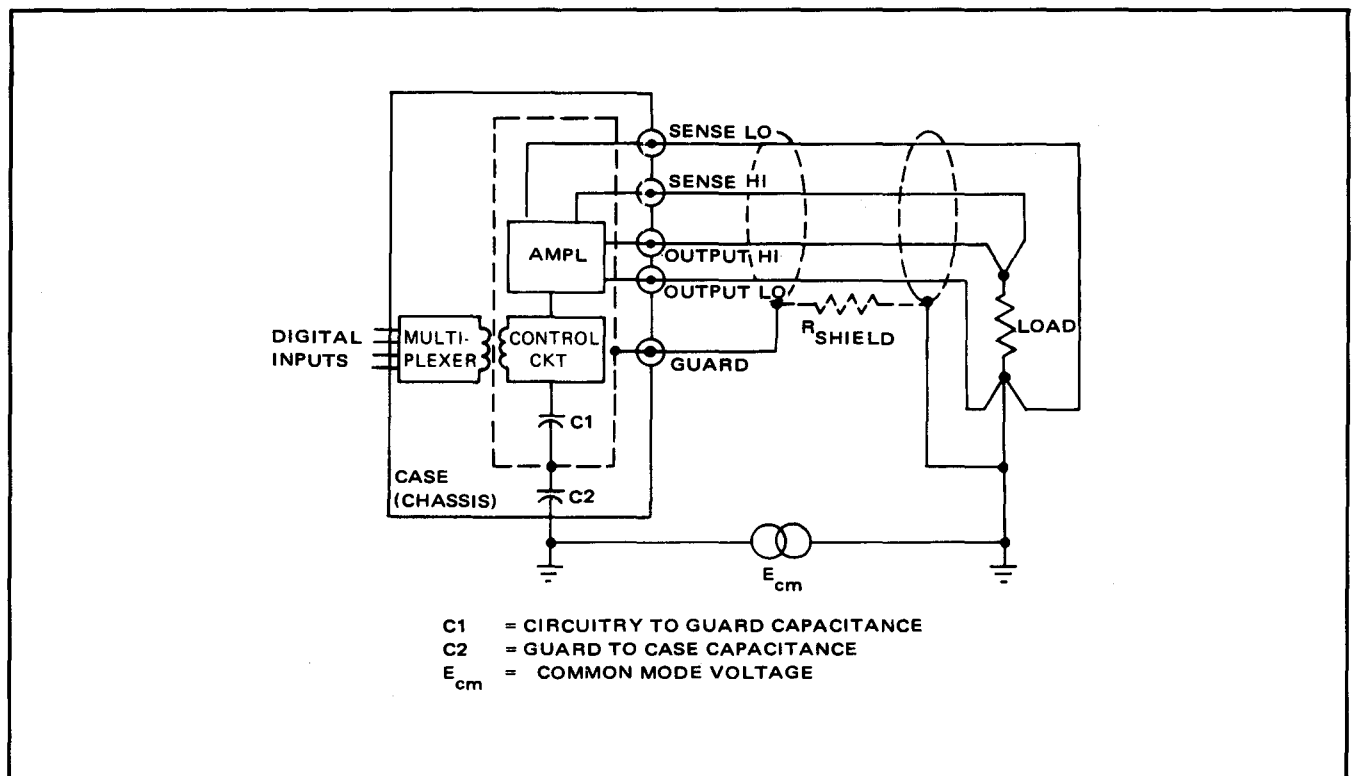 SENSE LO
SENSE HI
AMPL
OUTPUT HI
OUTPUT LO
DIGITAL
INPUTS
MULTI-
PLEXER
CONTROL
CKT
R
SHIELD
LOAD
GUARD
C1
CASE
(CHASSIS)
C2
E
cm
C1 = CIRCUITRY TO GUARD CAPACITANCE
C2 = GUARD TO CASE CAPACITANCE
E cm = COMMON MODE VOLTAGE